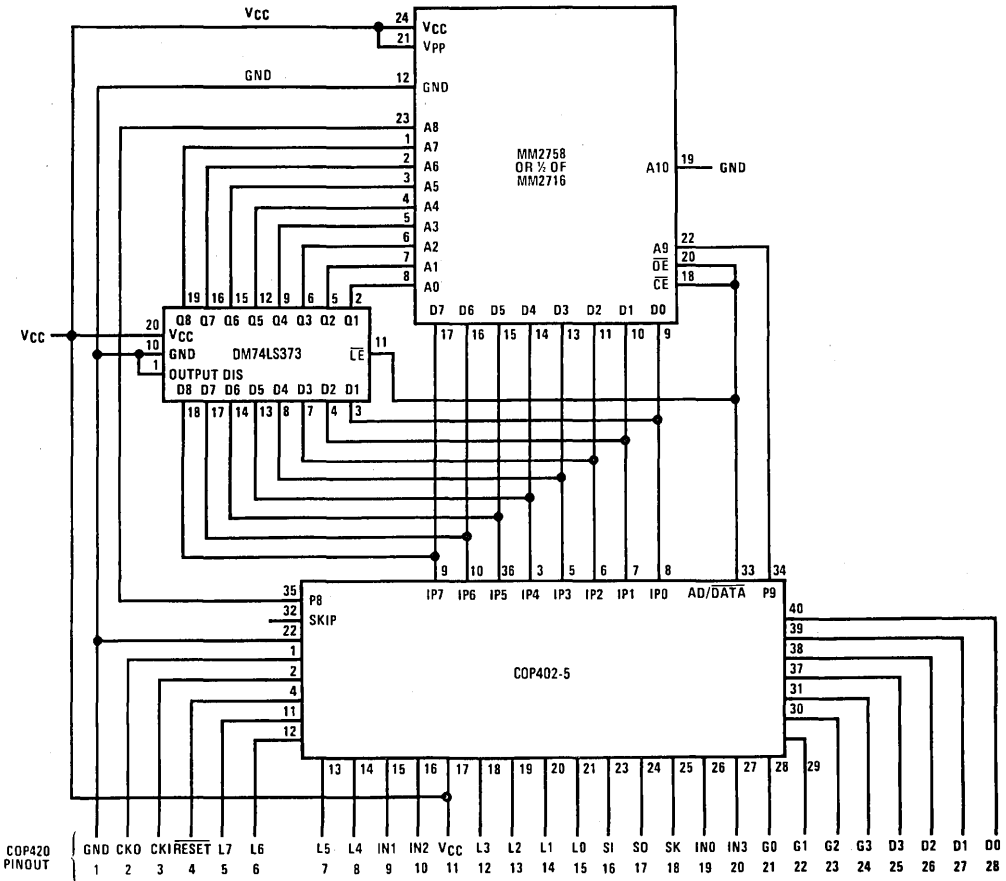 VCC
24 VCC
21 VPP
GND 12 GND
23 A8
1 A7
2 A6
3 A5
4 A4
5 A3
6 A2
7 A1
8 A0
MM2758
OR ½ OF
MM2716
A10 19 GND
A9 22
OE 20
CE 18
D7 D6 D5 D4 D3 D2 D1 D0
17 16 15 14 13 11 10 9
19 16 15 12 9 6 5 2
Q8 Q7 Q6 Q5 Q4 Q3 Q2 Q1
VCC 20 VCC
10 GND
1 OUTPUT DIS
DM74LS373
LE 11
D8 D7 D6 D5 D4 D3 D2 D1
18 17 14 13 8 7 4 3
9 10 36 3 5 6 7 8 33 34
IP7 IP6 IP5 IP4 IP3 IP2 IP1 IP0 AD/DATA P9
35 P8
32 SKIP
22
1
2
4
11
12
COP402-5
40
39
38
37
31
30
29
13 14 15 16 17 18 19 20 21 23 24 25 26 27 28
COP420
PINOUT
GND CKO CKI RESET L7 L6 L5 L4 IN1 IN2 VCC L3 L2 L1 L0 SI SO SK IN0 IN3 G0 G1 G2 G3 D3 D2 D1 D0
1 2 3 4 5 6 7 8 9 10 11 12 13 14 15 16 17 18 19 20 21 22 23 24 25 26 27 28